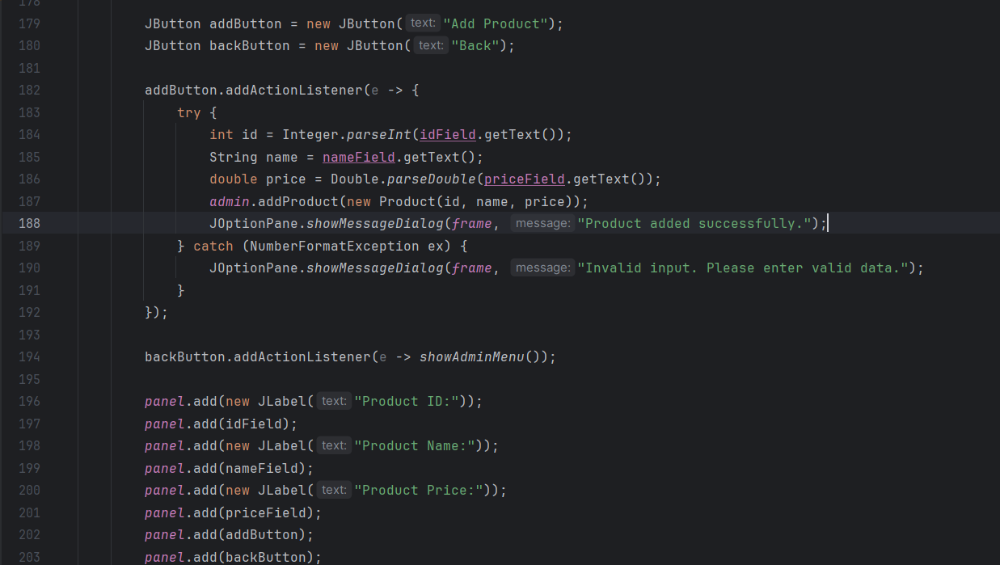 178
179 JButton addButton = new JButton( text: "Add Product");
180 JButton backButton = new JButton( text: "Back");
181
182 addButton.addActionListener(e -> {
183 try {
184 int id = Integer.parseInt(idField.getText());
185 String name = nameField.getText();
186 double price = Double.parseDouble(priceField.getText());
187 admin.addProduct(new Product(id, name, price));
188 JOptionPane.showMessageDialog(frame, message: "Product added successfully.");
189 } catch (NumberFormatException ex) {
190 JOptionPane.showMessageDialog(frame, message: "Invalid input. Please enter valid data.");
191 }
192 });
193
194 backButton.addActionListener(e -> showAdminMenu());
195
196 panel.add(new JLabel( text: "Product ID:"));
197 panel.add(idField);
198 panel.add(new JLabel( text: "Product Name:"));
199 panel.add(nameField);
200 panel.add(new JLabel( text: "Product Price:"));
201 panel.add(priceField);
202 panel.add(addButton);
203 panel.add(backButton);